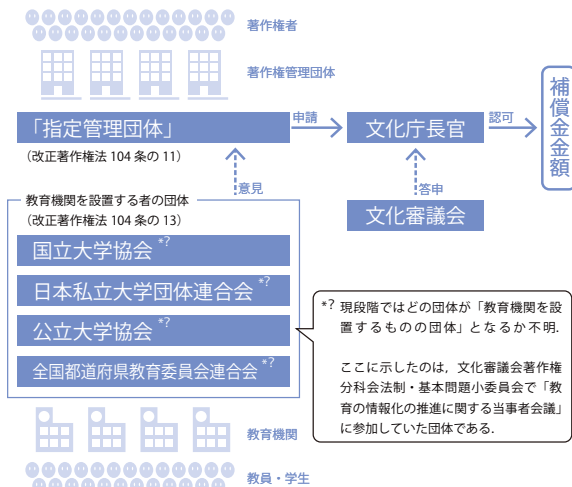 著作権者
著作権管理団体
「指定管理団体」
申請
文化庁長官
認可
補償金金額
（改正著作権法 104 条の 11）
意見
答申
教育機関を設置する者の団体
（改正著作権法 104 条の 13）
文化審議会
国立大学協会 *?
日本私立大学団体連合会 *?
公立大学協会 *?
全国都道府県教育委員会連合会 *?
*? 現段階ではどの団体が「教育機関を設
置するものの団体」となるか不明．
ここに示したのは，文化審議会著作権
分科会法制・基本問題小委員会で「教
育の情報化の推進に関する当事者会議」
に参加していた団体である．
教育機関
教員・学生